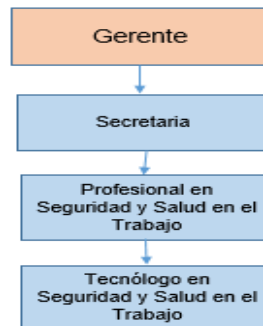 Gerente
Secretaria
Profesional en
Seguridad y Salud en el
Trabajo
Tecnólogo en
Seguridad y Salud en el
Trabajo